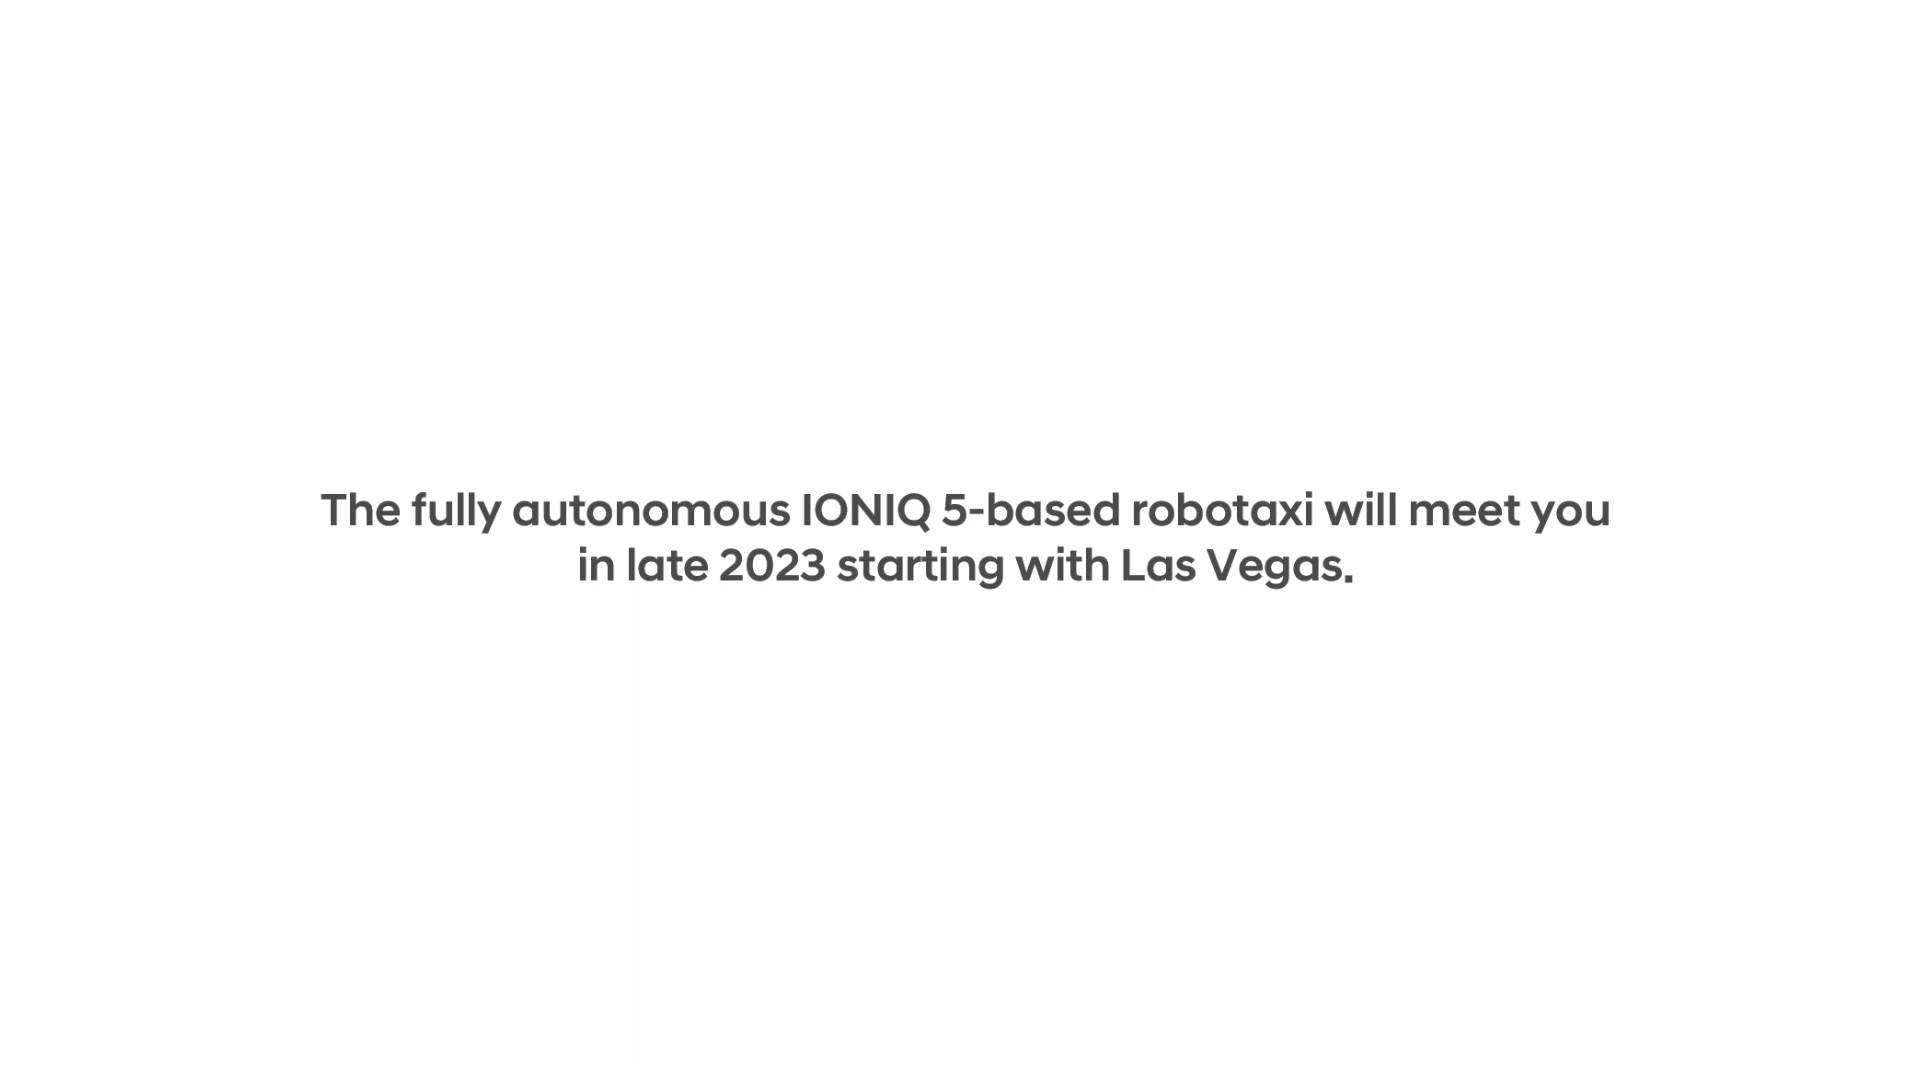 The fully autonomous IONIQ 5-based robotaxi will meet you
in late 2023 starting with Las Vegas.